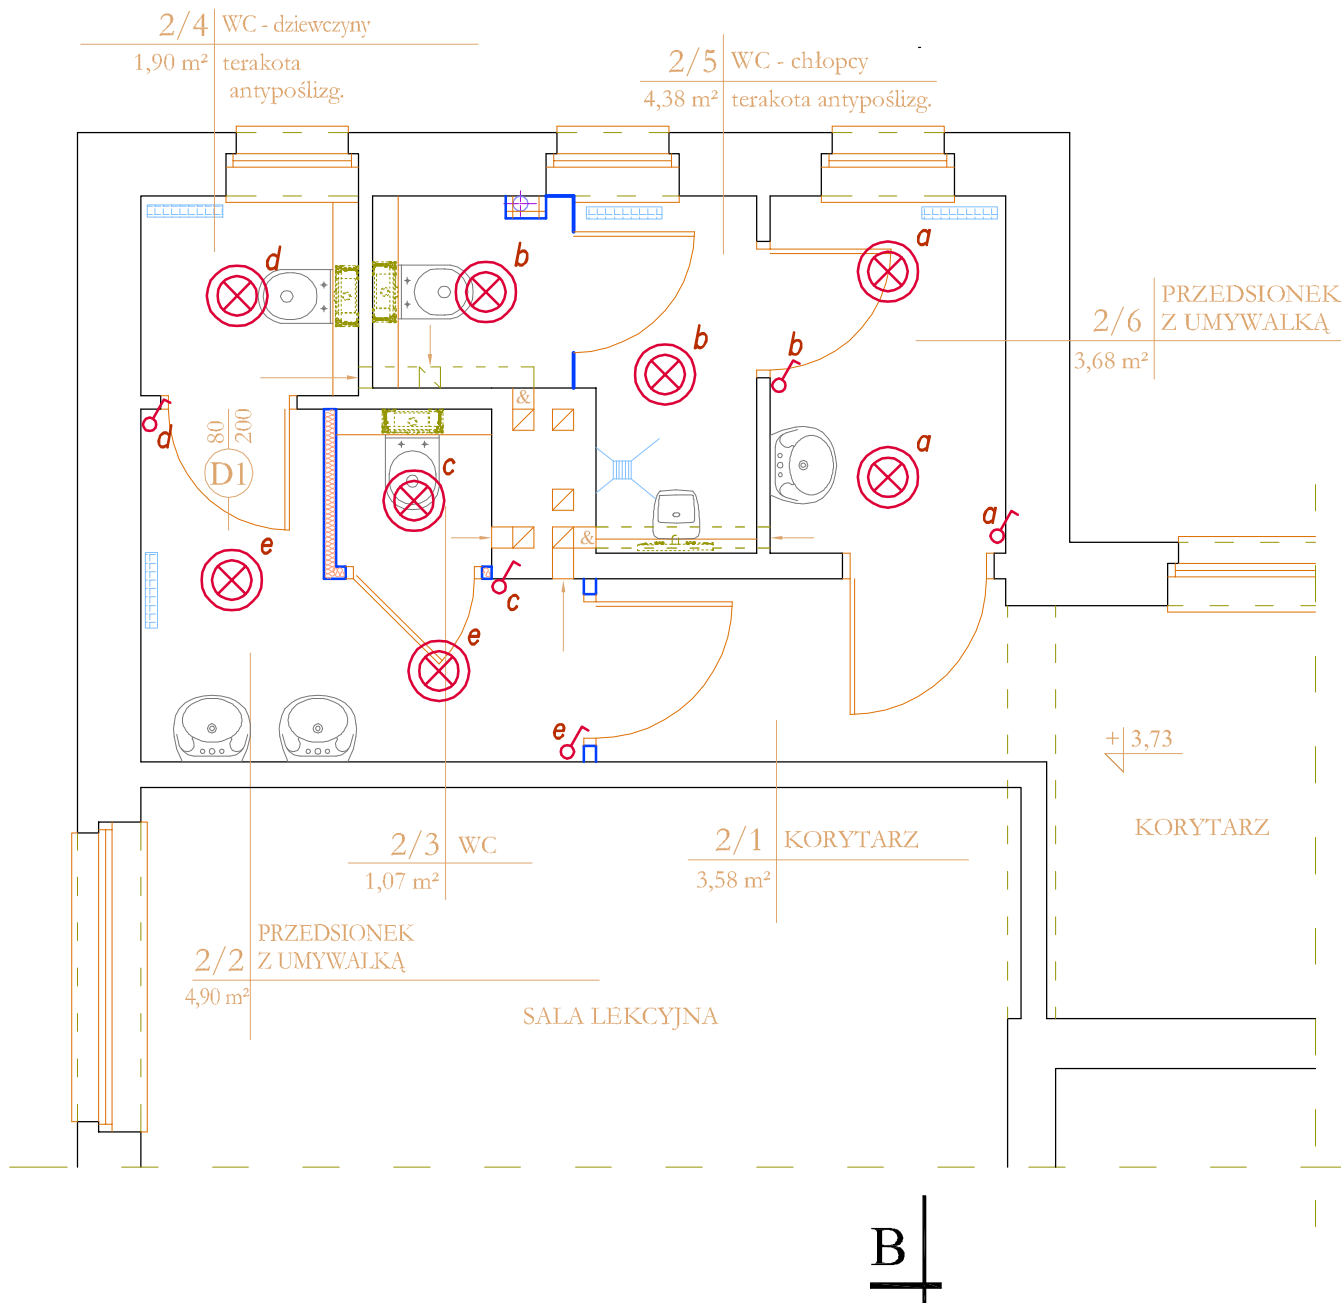 2/4 WC - dziewczyny
1,90 m² terakota
antypoślizg.
2/5 WC - chłopcy
4,38 m² terakota antypoślizg.
a
d
b
PRZEDSIONEK
2/6 Z UMYWALKĄ
3,68 m²
b
b
&
80
200
d
D1
c
a
a
&
e
c
e
e
+ 3,73
KORYTARZ
2/3 WC
1,07 m²
2/1 KORYTARZ
3,58 m²
PRZEDSIONEK
2/2 Z UMYWALKĄ
4,90 m²
SALA LEKCYJNA
B